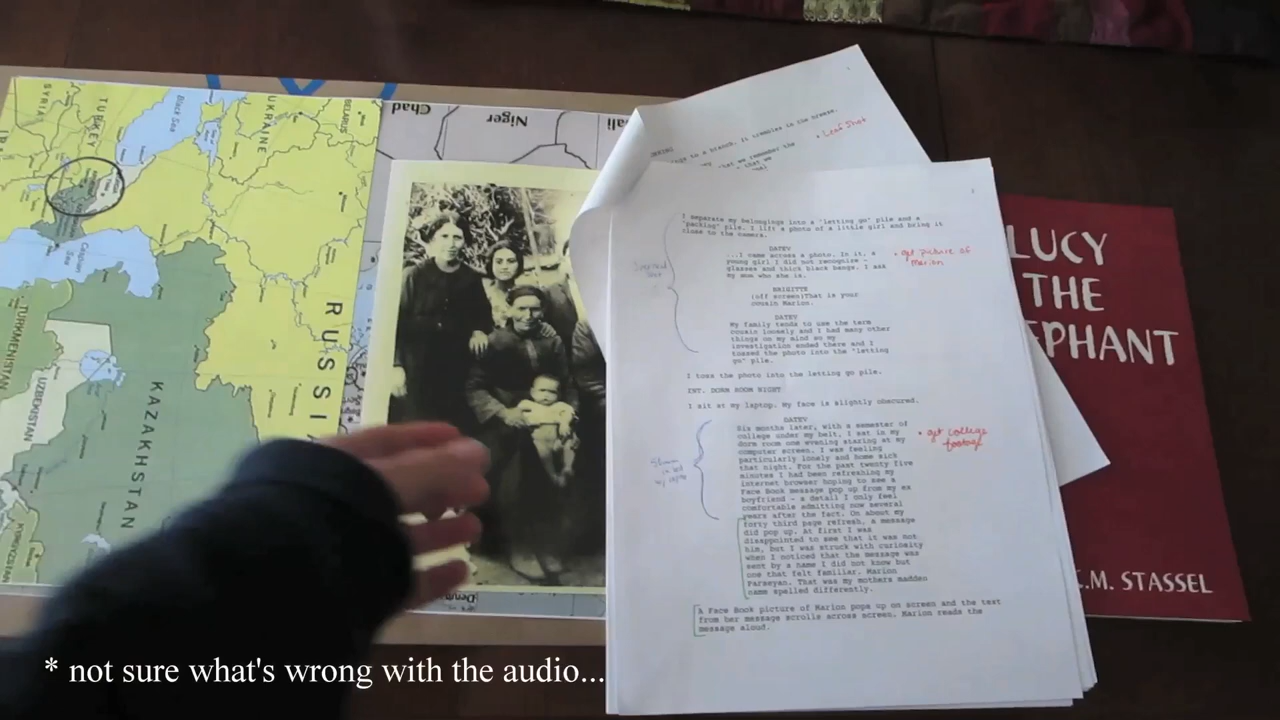 SYRIA
TURKEY
Black Sea
UKRAINE
BELARUS
Caspian Sea
RUSSIA
TURKMENISTAN
UZBEKISTAN
KAZAKHSTAN
Chad
Niger
to a branch. It trembles in the breeze.
• Lead Shot
we remember the
I separate my belongings into a "letting go" pile and a
"packing" pile. I lift a photo of a little girl and bring it
close to the camera.
DATEV
...I came across a photo. In it, a
young girl I did not recognize -
glasses and thick black bangs. I ask
my mom who she is.
• get picture of
Marion
BRIGITTE
(off screen)That is your
cousin Marion.
DATEV
My family tends to use the term
cousin loosely and I had many other
things on my mind so my
investigation ended there and I
tossed the photo into the "letting
go" pile.
I toss the photo into the letting go pile.
INT. DORM ROOM NIGHT
I sit at my laptop. My face is slightly obscured.
DATEV
Six months later, with a semester of
college under my belt, I sat in my
dorm room one evening staring at my
computer screen. I was feeling
particularly lonely and home sick
that night. For the past twenty five
minutes I had been refreshing my
internet browser hoping to see a
Face Book message pop up from my ex
boyfriend - a detail I only feel
comfortable admitting now several
years after the fact. On about my
forty third page refresh, a message
did pop up. At first I was
disappointed to see that it was not
him, but I was struck with curiosity
when I noticed that the message was
sent by a name I did not know but
one that felt familiar. Marion
Parseyan. That was my mothers madden
name spelled differently.
• get college
footage
A Face Book picture of Marion pops up on screen and the text
from her message scrolls across screen. Marion reads the
message aloud.
LUCY
THE
EPHANT
C.M. STASSEL
* not sure what's wrong with the audio...